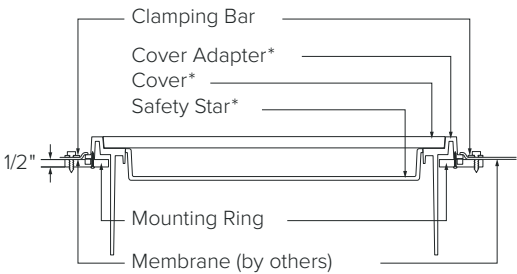 Clamping Bar
Cover Adapter*
Cover*
Safety Star*
1/2"
Mounting Ring
Membrane (by others)